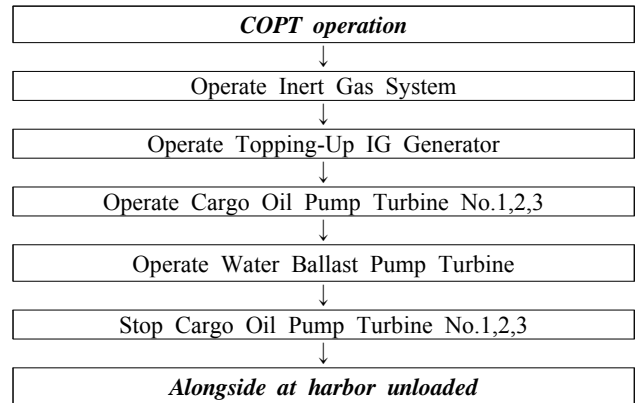 COPT operation
↓
Operate Inert Gas System
↓
Operate Topping-Up IG Generator
↓
Operate Cargo Oil Pump Turbine No.1,2,3
↓
Operate Water Ballast Pump Turbine
↓
Stop Cargo Oil Pump Turbine No.1,2,3
↓
Alongside at harbor unloaded